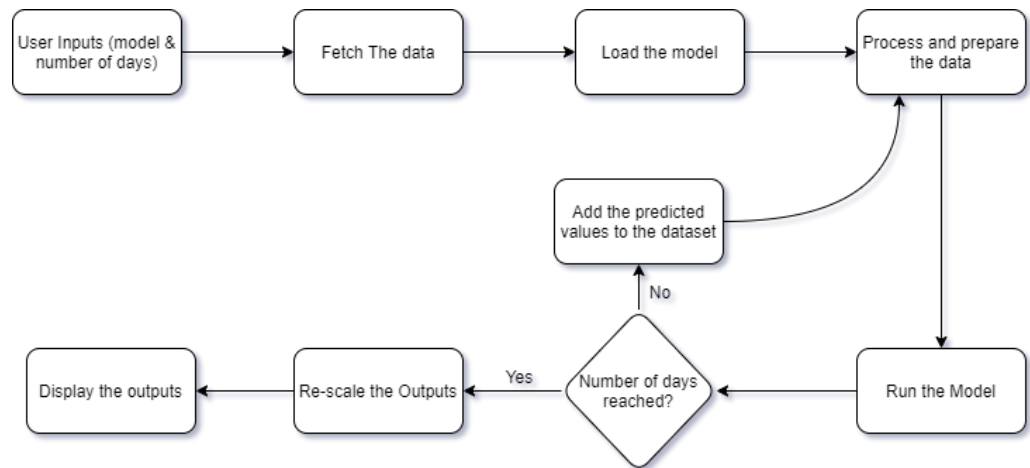 User Inputs (model &
number of days)
Fetch The data
Load the model
Process and prepare
the data
Add the predicted
values to the dataset
No
Number of days
reached?
Run the Model
Yes
Re-scale the Outputs
Display the outputs